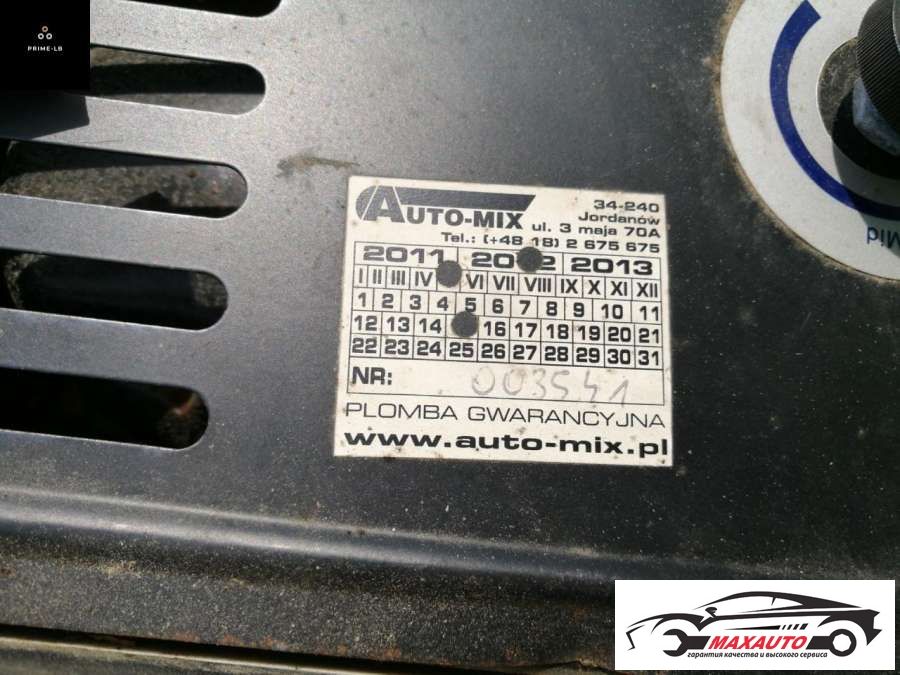 PRIME-LB
AUTO-MIX
34-240
Jordanów
ul. 3 maja 70A
Tel.: (+48 18) 2 675 675
2011 20 2 2013
I II III IV VI VII VIII IX X XI XII
1 2 3 4 5 6 7 8 9 10 11
12 13 14 16 17 18 19 20 21
22 23 24 25 26 27 28 29 30 31
NR: 003541
PLOMBA GWARANCYJNA
www.auto-mix.pl
Mid
MAXAUTO
гарантия качества и высокого сервиса